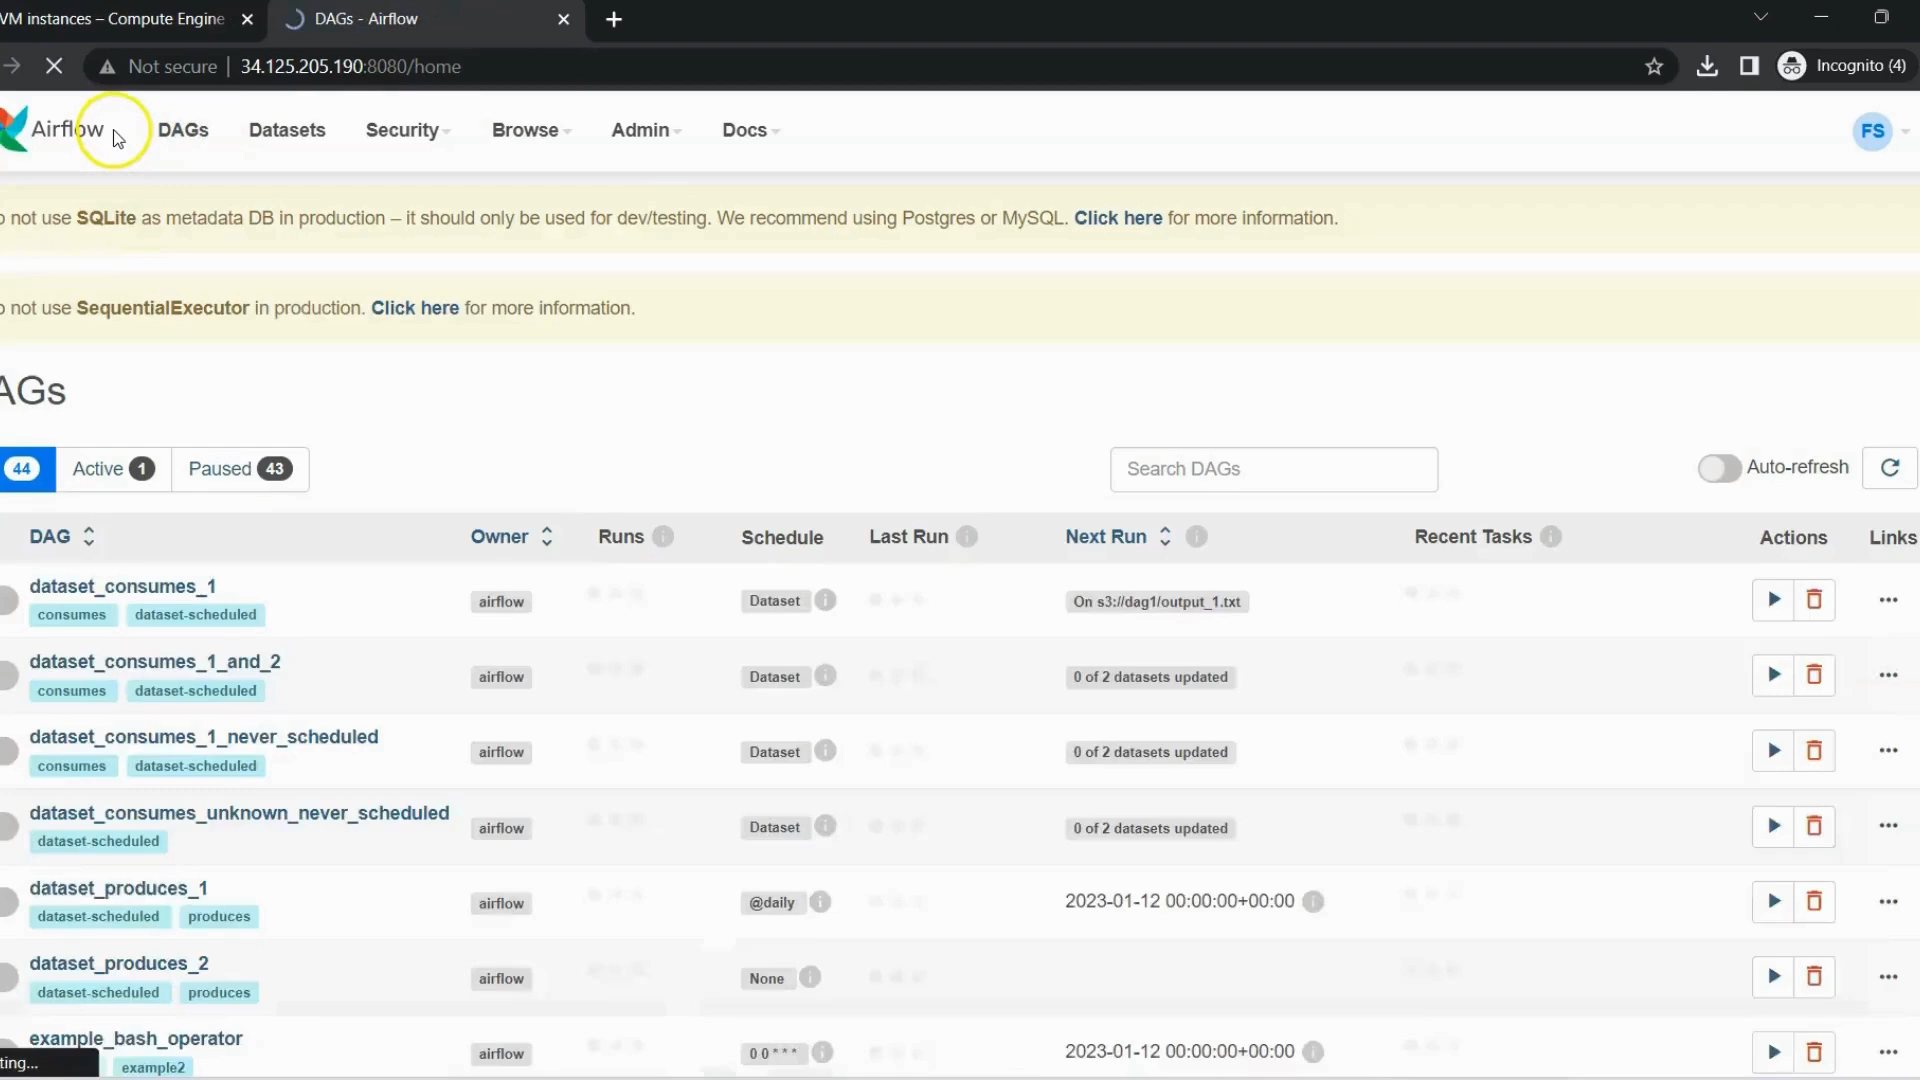 VM instances – Compute Engine
DAGs - Airflow
Not secure
34.125.205.190:8080/home
Incognito (4)
Airflow
DAGs
Datasets
Security
Browse
Admin
Docs
FS
not use SQLite as metadata DB in production – it should only be used for dev/testing. We recommend using Postgres or MySQL. Click here for more information.
not use SequentialExecutor in production. Click here for more information.
AGs
44
Active 1
Paused 43
Search DAGs
Auto-refresh
DAG
Owner
Runs
Schedule
Last Run
Next Run
Recent Tasks
Actions
Links
dataset_consumes_1
consumes
dataset-scheduled
airflow
Dataset
On s3://dag1/output_1.txt
dataset_consumes_1_and_2
consumes
dataset-scheduled
airflow
Dataset
0 of 2 datasets updated
dataset_consumes_1_never_scheduled
consumes
dataset-scheduled
airflow
Dataset
0 of 2 datasets updated
dataset_consumes_unknown_never_scheduled
dataset-scheduled
airflow
Dataset
0 of 2 datasets updated
dataset_produces_1
dataset-scheduled
produces
airflow
@daily
2023-01-12 00:00:00+00:00
dataset_produces_2
dataset-scheduled
produces
airflow
None
example_bash_operator
example2
airflow
0 0 * * *
2023-01-12 00:00:00+00:00
ting...